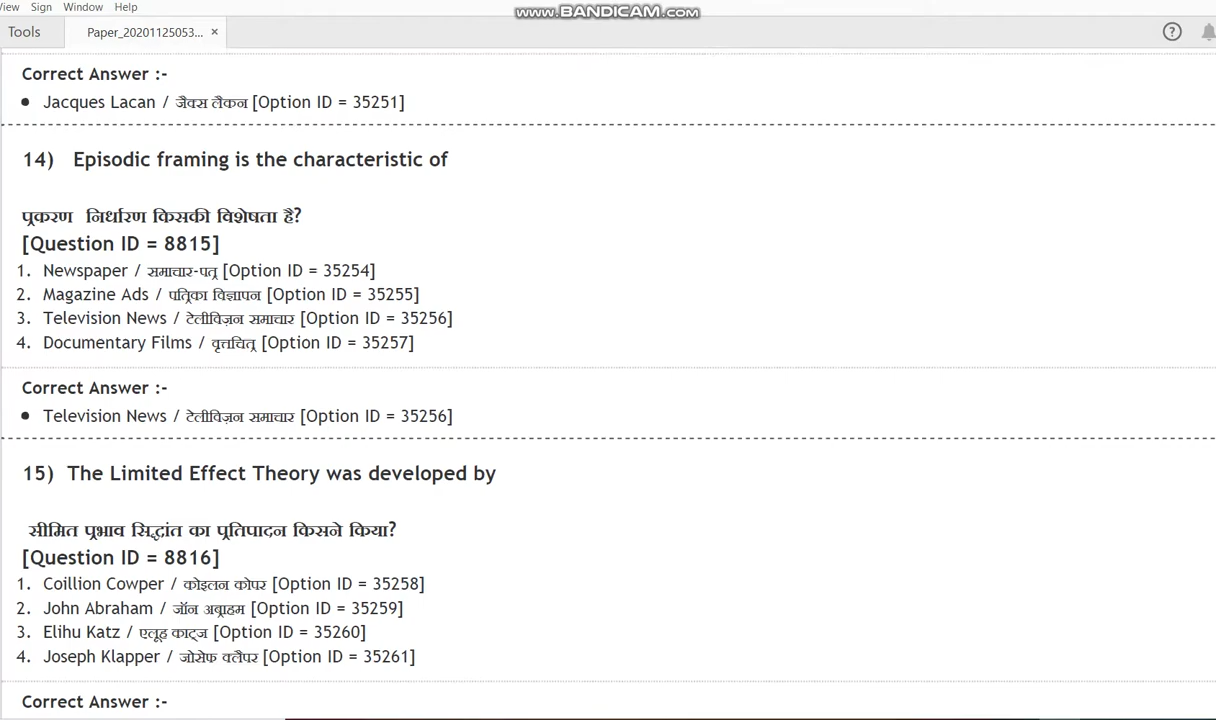 View Sign Window Help
www.BANDICAM.com
Tools Paper_20201125053... × ?
Correct Answer :-
• Jacques Lacan / जैक्स लैकन [Option ID = 35251]
14) Episodic framing is the characteristic of
प्रकरण निर्धारण किसकी विशेषता है?
[Question ID = 8815]
1. Newspaper / समाचार-पत्र [Option ID = 35254]
2. Magazine Ads / पत्रिका विज्ञापन [Option ID = 35255]
3. Television News / टेलीविज़न समाचार [Option ID = 35256]
4. Documentary Films / वृत्तचित्र [Option ID = 35257]
Correct Answer :-
• Television News / टेलीविज़न समाचार [Option ID = 35256]
15) The Limited Effect Theory was developed by
सीमित प्रभाव सिद्धांत का प्रतिपादन किसने किया?
[Question ID = 8816]
1. Coillion Cowper / कोइलन कोपर [Option ID = 35258]
2. John Abraham / जॉन अब्राहम [Option ID = 35259]
3. Elihu Katz / एलूह काट्ज [Option ID = 35260]
4. Joseph Klapper / जोसेफ क्लैपर [Option ID = 35261]
Correct Answer :-